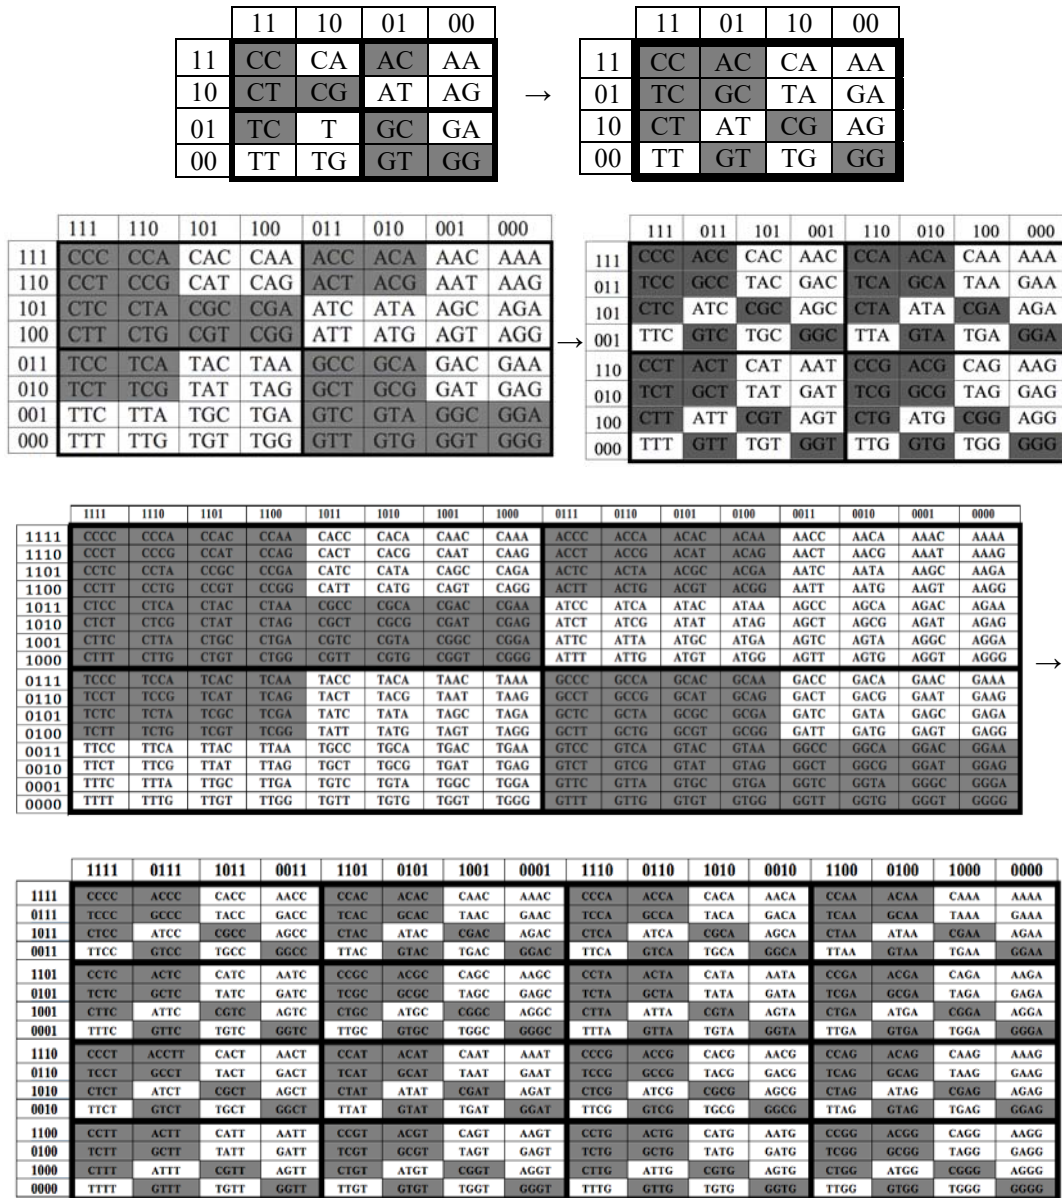 11 10 01 00
11 CC CA AC AA
10 CT CG AT AG
01 TC T GC GA
00 TT TG GT GG
→
11 01 10 00
11 CC AC CA AA
01 TC GC TA GA
10 CT AT CG AG
00 TT GT TG GG
111 110 101 100 011 010 001 000
111 CCC CCA CAC CAA ACC ACA AAC AAA
110 CCT CCG CAT CAG ACT ACG AAT AAG
101 CTC CTA CGC CGA ATC ATA AGC AGA
100 CTT CTG CGT CGG ATT ATG AGT AGG
011 TCC TCA TAC TAA GCC GCA GAC GAA
010 TCT TCG TAT TAG GCT GCG GAT GAG
001 TTC TTA TGC TGA GTC GTA GGC GGA
000 TTT TTG TGT TGG GTT GTG GGT GGG
→
111 011 101 001 110 010 100 000
111 CCC ACC CAC AAC CCA ACA CAA AAA
011 TCC GCC TAC GAC TCA GCA TAA GAA
101 CTC ATC CGC AGC CTA ATA CGA AGA
001 TTC GTC TGC GGC TTA GTA TGA GGA
110 CCT ACT CAT AAT CCG ACG CAG AAG
010 TCT GCT TAT GAT TCG GCG TAG GAG
100 CTT ATT CGT AGT CTG ATG CGG AGG
000 TTT GTT TGT GGT TTG GTG TGG GGG
1111 1110 1101 1100 1011 1010 1001 1000 0111 0110 0101 0100 0011 0010 0001 0000
1111 CCCC CCCA CCAC CCAA CACC CACA CAAC CAAA ACCC ACCA ACAC ACAA AACC AACA AAAC AAAA
1110 CCCT CCCG CCAT CCAG CACT CACG CAAT CAAG ACCT ACCG ACAT ACAG AACT AACG AAAT AAAG
1101 CCTC CCTA CCGC CCGA CATC CATA CAGC CAGA ACTC ACTA ACGC ACGA AATC AATA AAGC AAGA
1100 CCTT CCTG CCGT CCGG CATT CATG CAGT CAGG ACTT ACTG ACGT ACGG AATT AATG AAGT AAGG
1011 CTCC CTCA CTAC CTAA CGCC CGCA CGAC CGAA ATCC ATCA ATAC ATAA AGCC AGCA AGAC AGAA
1010 CTCT CTCG CTAT CTAG CGCT CGCG CGAT CGAG ATCT ATCG ATAT ATAG AGCT AGCG AGAT AGAG
1001 CTTC CTTA CTGC CTGA CGTC CGTA CGGC CGGA ATTC ATTA ATGC ATGA AGTC AGTA AGGC AGGA
1000 CTTT CTTG CTGT CTGG CGTT CGTG CGGT CGGG ATTT ATTG ATGT ATGG AGTT AGTG AGGT AGGG
0111 TCCC TCCA TCAC TCAA TACC TACA TAAC TAAA GCCC GCCA GCAC GCAA GACC GACA GAAC GAAA
0110 TCCT TCCG TCAT TCAG TACT TACG TAAT TAAG GCCT GCCG GCAT GCAG GACT GACG GAAT GAAG
0101 TCTC TCTA TCGC TCGA TATC TATA TAGC TAGA GCTC GCTA GCGC GCGA GATC GATA GAGC GAGA
0100 TCTT TCTG TCGT TCGG TATT TATG TAGT TAGG GCTT GCTG GCGT GCGG GATT GATG GAGT GAGG
0011 TTCC TTCA TTAC TTAA TGCC TGCA TGAC TGAA GTCC GTCA GTAC GTAA GGCC GGCA GGAC GGAA
0010 TTCT TTCG TTAT TTAG TGCT TGCG TGAT TGAG GTCT GTCG GTAT GTAG GGCT GGCG GGAT GGAG
0001 TTTC TTTA TTGC TTGA TGTC TGTA TGGC TGGA GTTC GTTA GTGC GTGA GGTC GGTA GGGC GGGA
0000 TTTT TTTG TTGT TTGG TGTT TGTG TGGT TGGG GTTT GTTG GTGT GTGG GGTT GGTG GGGT GGGG
→
1111 0111 1011 0011 1101 0101 1001 0001 1110 0110 1010 0010 1100 0100 1000 0000
1111 CCCC ACCC CACC AACC CCAC ACAC CAAC AAAC CCCA ACCA CACA AACA CCAA ACAA CAAA AAAA
0111 TCCC GCCC TACC GACC TCAC GCAC TAAC GAAC TCCA GCCA TACA GACA TCAA GCAA TAAA GAAA
1011 CTCC ATCC CGCC AGCC CTAC ATAC CGAC AGAC CTCA ATCA CGCA AGCA CTAA ATAA CGAA AGAA
0011 TTCC GTCC TGCC GGCC TTAC GTAC TGAC GGAC TTCA GTCA TGCA GGCA TTAA GTAA TGAA GGAA
1101 CCTC ACTC CATC AATC CCGC ACGC CAGC AAGC CCTA ACTA CATA AATA CCGA ACGA CAGA AAGA
0101 TCTC GCTC TATC GATC TCGC GCGC TAGC GAGC TCTA GCTA TATA GATA TCGA GCGA TAGA GAGA
1001 CTTC ATTC CGTC AGTC CTGC ATGC CGGC AGGC CTTA ATTA CGTA AGTA CTGA ATGA CGGA AGGA
0001 TTTC GTTC TGTC GGTC TTGC GTGC TGGC GGGC TTTA GTTA TGTA GGTA TTGA GTGA TGGA GGGA
1110 CCCT ACCTT CACT AACT CCAT ACAT CAAT AAAT CCCG ACCG CACG AACG CCAG ACAG CAAG AAAG
0110 TCCT GCCT TACT GACT TCAT GCAT TAAT GAAT TCCG GCCG TACG GACG TCAG GCAG TAAG GAAG
1010 CTCT ATCT CGCT AGCT CTAT ATAT CGAT AGAT CTCG ATCG CGCG AGCG CTAG ATAG CGAG AGAG
0010 TTCT GTCT TGCT GGCT TTAT GTAT TGAT GGAT TTCG GTCG TGCG GGCG TTAG GTAG TGAG GGAG
1100 CCTT ACTT CATT AATT CCGT ACGT CAGT AAGT CCTG ACTG CATG AATG CCGG ACGG CAGG AAGG
0100 TCTT GCTT TATT GATT TCGT GCGT TAGT GAGT TCTG GCTG TATG GATG TCGG GCGG TAGG GAGG
1000 CTTT ATTT CGTT AGTT CTGT ATGT CGGT AGGT CTTG ATTG CGTG AGTG CTGG ATGG CGGG AGGG
0000 TTTT GTTT TGTT GGTT TTGT GTGT TGGT GGGT TTTG GTTG TGTG GGTG TTGG GTGG TGGG GGGG